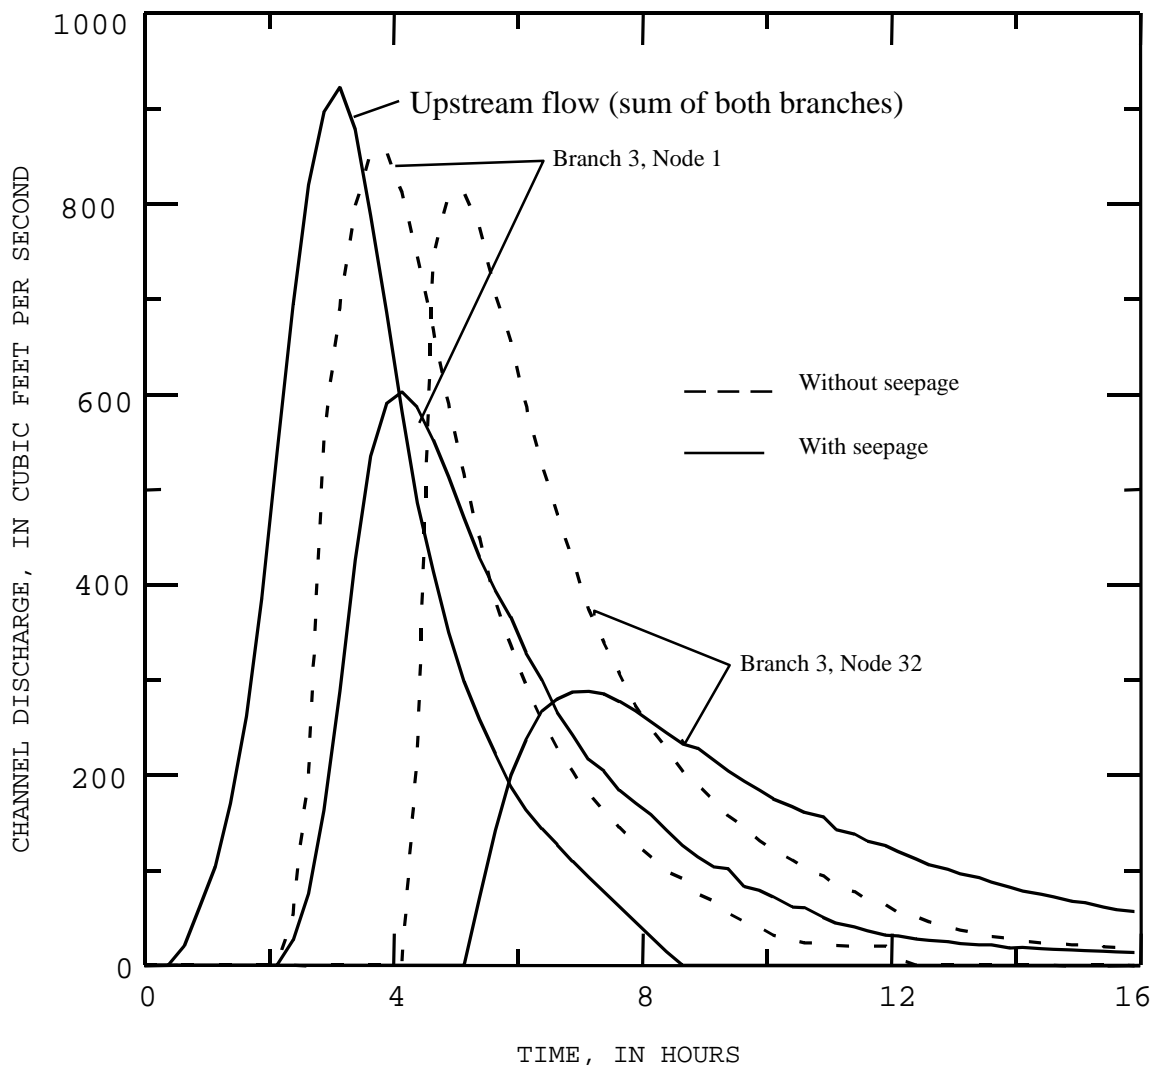 1000
Upstream flow (sum of both branches)
Branch 3, Node 1
800
Without seepage
600
With seepage
400
Branch 3, Node 32
200
0
0 4 8 12 16
TIME, IN HOURS
CHANNEL DISCHARGE, IN CUBIC FEET PER SECOND